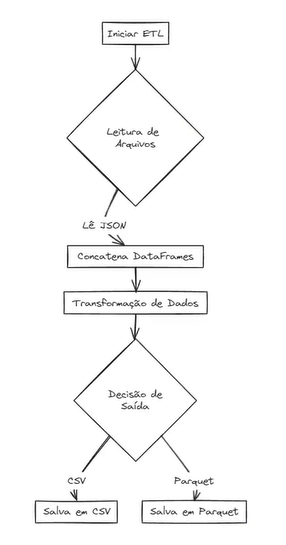 Iniciar ETL
Leitura de
Arquivos
Lê JSON
Concatena DataFrames
Transformação de Dados
Decisão de
Saída
CSV
Parquet
Salva em CSV
Salva em Parquet